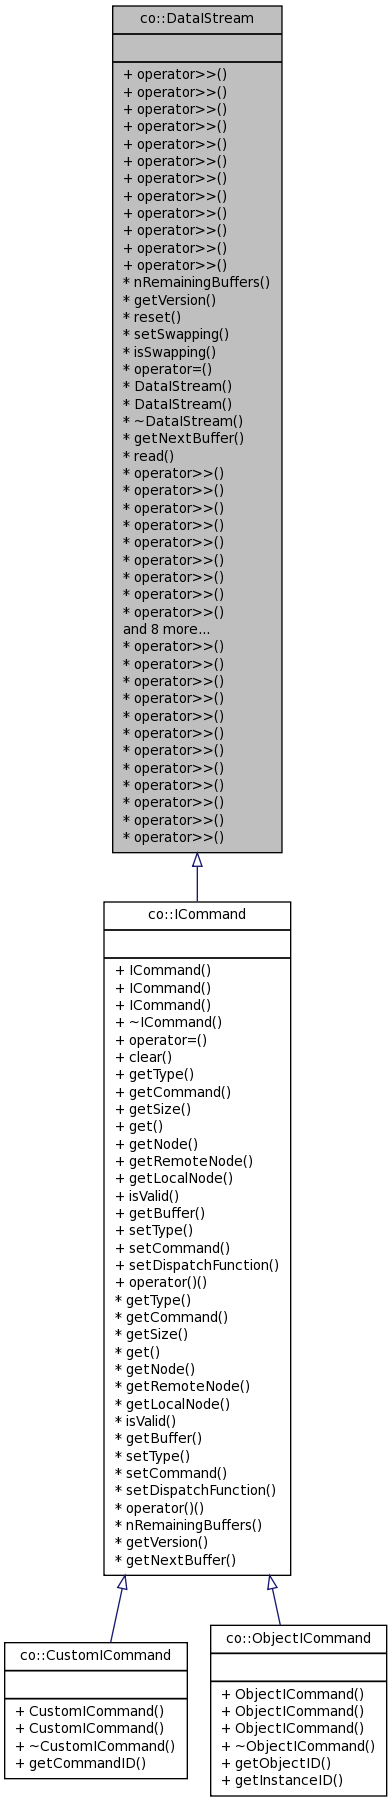 co::DataIStream
+ operator>>()
+ operator>>()
+ operator>>()
+ operator>>()
+ operator>>()
+ operator>>()
+ operator>>()
+ operator>>()
+ operator>>()
+ operator>>()
+ operator>>()
+ operator>>()
* nRemainingBuffers()
* getVersion()
* reset()
* setSwapping()
* isSwapping()
* operator=()
* DataIStream()
* DataIStream()
* ~DataIStream()
* getNextBuffer()
* read()
* operator>>()
* operator>>()
* operator>>()
* operator>>()
* operator>>()
* operator>>()
* operator>>()
* operator>>()
* operator>>()
and 8 more...
* operator>>()
* operator>>()
* operator>>()
* operator>>()
* operator>>()
* operator>>()
* operator>>()
* operator>>()
* operator>>()
* operator>>()
* operator>>()
* operator>>()
co::ICommand
+ ICommand()
+ ICommand()
+ ICommand()
+ ~ICommand()
+ operator=()
+ clear()
+ getType()
+ getCommand()
+ getSize()
+ get()
+ getNode()
+ getRemoteNode()
+ getLocalNode()
+ isValid()
+ getBuffer()
+ setType()
+ setCommand()
+ setDispatchFunction()
+ operator()()
* getType()
* getCommand()
* getSize()
* get()
* getNode()
* getRemoteNode()
* getLocalNode()
* isValid()
* getBuffer()
* setType()
* setCommand()
* setDispatchFunction()
* operator()()
* nRemainingBuffers()
* getVersion()
* getNextBuffer()
co::CustomICommand
+ CustomICommand()
+ CustomICommand()
+ ~CustomICommand()
+ getCommandID()
co::ObjectICommand
+ ObjectICommand()
+ ObjectICommand()
+ ObjectICommand()
+ ~ObjectICommand()
+ getObjectID()
+ getInstanceID()